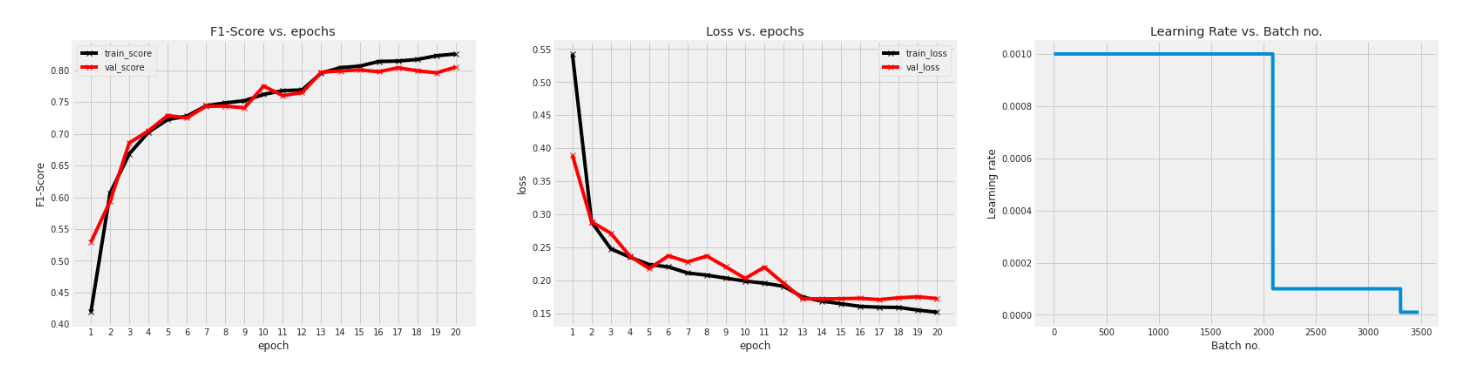 F1-Score vs. epochs
train_score
val_score
F1-Score
0.80
0.75
0.70
0.65
0.60
0.55
0.50
0.45
0.40
1 2 3 4 5 6 7 8 9 10 11 12 13 14 15 16 17 18 19 20
epoch
Loss vs. epochs
train_loss
val_loss
loss
0.55
0.50
0.45
0.40
0.35
0.30
0.25
0.20
0.15
1 2 3 4 5 6 7 8 9 10 11 12 13 14 15 16 17 18 19 20
epoch
Learning Rate vs. Batch no.
Learning rate
0.0010
0.0008
0.0006
0.0004
0.0002
0.0000
0 500 1000 1500 2000 2500 3000 3500
Batch no.